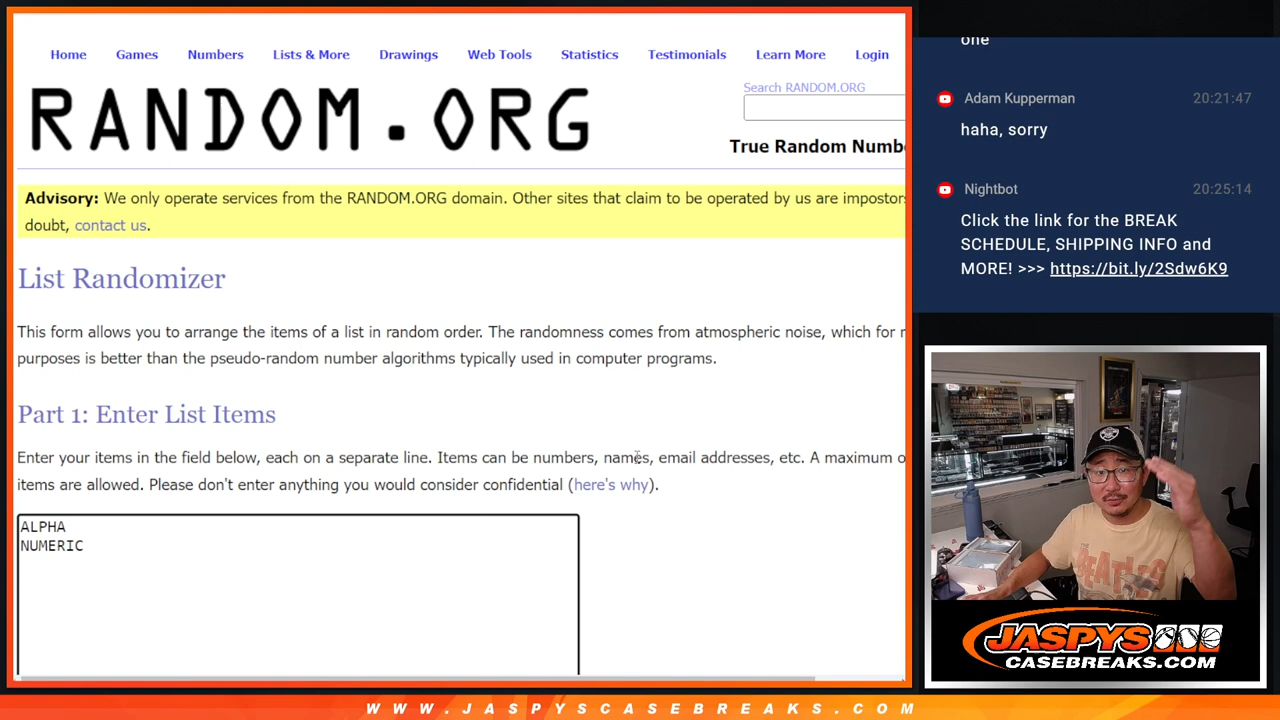 Home Games Numbers Lists & More Drawings Web Tools Statistics Testimonials Learn More Login
RANDOM.ORG
Search RANDOM.ORG
True Random Numb
Advisory: We only operate services from the RANDOM.ORG domain. Other sites that claim to be operated by us are impostors
doubt, contact us.
List Randomizer
This form allows you to arrange the items of a list in random order. The randomness comes from atmospheric noise, which for
purposes is better than the pseudo-random number algorithms typically used in computer programs.
Part 1: Enter List Items
Enter your items in the field below, each on a separate line. Items can be numbers, names, email addresses, etc. A maximum
items are allowed. Please don't enter anything you would consider confidential (here's why).
ALPHA
NUMERIC
one
Adam Kupperman 20:21:47
haha, sorry
Nightbot 20:25:14
Click the link for the BREAK
SCHEDULE, SHIPPING INFO and
MORE! >>> https://bit.ly/2Sdw6K9
BEATLES
JASPYS
CASEBREAKS.COM
WWW.JASPYSCASEBREAKS.COM